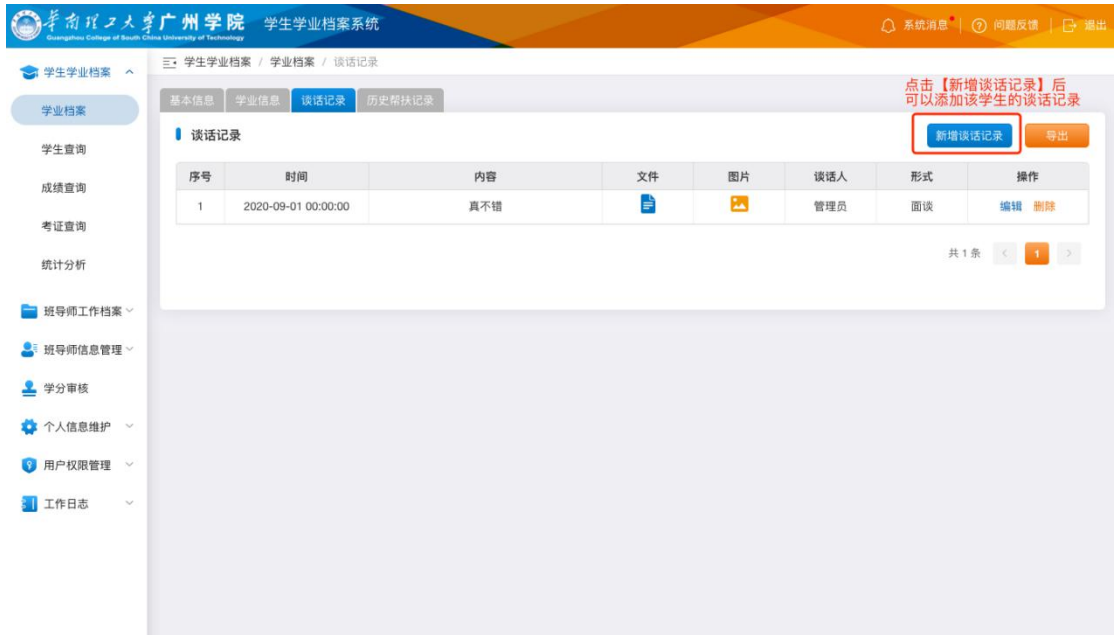 华南理工大学广州学院 学生学业档案系统 系统消息 | 问题反馈 | 退出
Guangzhou College of South China University of Technology
学生学业档案
学生学业档案 / 学业档案 / 谈话记录
点击【新增谈话记录】后
可以添加该学生的谈话记录
基本信息 学业信息 谈话记录 历史帮扶记录
学业档案
谈话记录 新增谈话记录 导出
学生查询
序号 时间 内容 文件 图片 谈话人 形式 操作
成绩查询
1 2020-09-01 00:00:00 真不错 管理员 面谈 编辑 删除
考证查询
共 1 条 < 1 >
统计分析
班导师工作档案
班导师信息管理
学分审核
个人信息维护
用户权限管理
工作日志